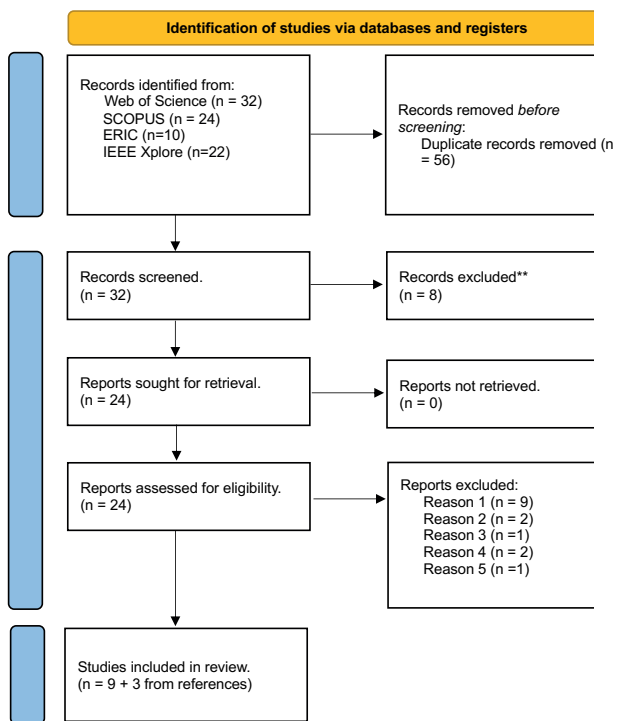 Identification of studies via databases and registers
Records identified from:
Web of Science (n = 32)
SCOPUS (n = 24)
ERIC (n=10)
IEEE Xplore (n=22)
Records removed before
screening:
Duplicate records removed (n
= 56)
Records screened.
(n = 32)
Records excluded**
(n = 8)
Reports sought for retrieval.
(n = 24)
Reports not retrieved.
(n = 0)
Reports assessed for eligibility.
(n = 24)
Reports excluded:
Reason 1 (n = 9)
Reason 2 (n = 2)
Reason 3 (n =1)
Reason 4 (n = 2)
Reason 5 (n =1)
Studies included in review.
(n = 9 + 3 from references)